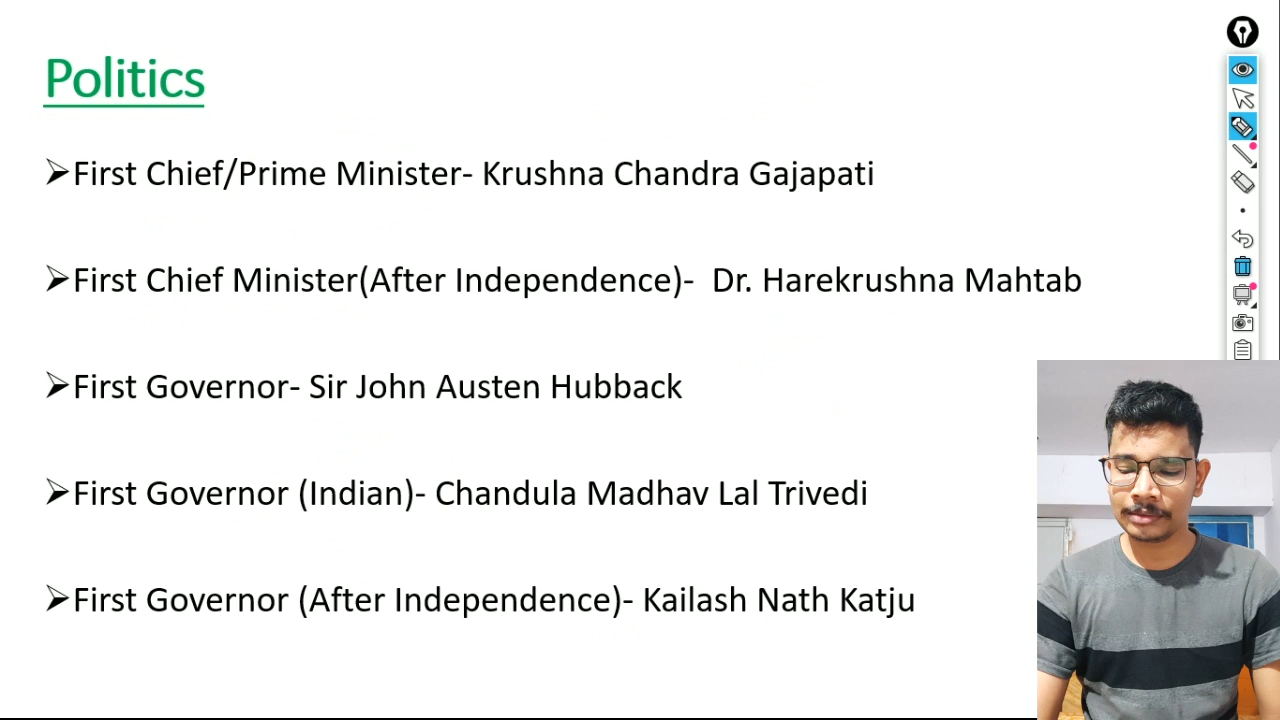 Politics
➢First Chief/Prime Minister- Krushna Chandra Gajapati
➢First Chief Minister(After Independence)- Dr. Harekrushna Mahtab
➢First Governor- Sir John Austen Hubback
➢First Governor (Indian)- Chandula Madhav Lal Trivedi
➢First Governor (After Independence)- Kailash Nath Katju